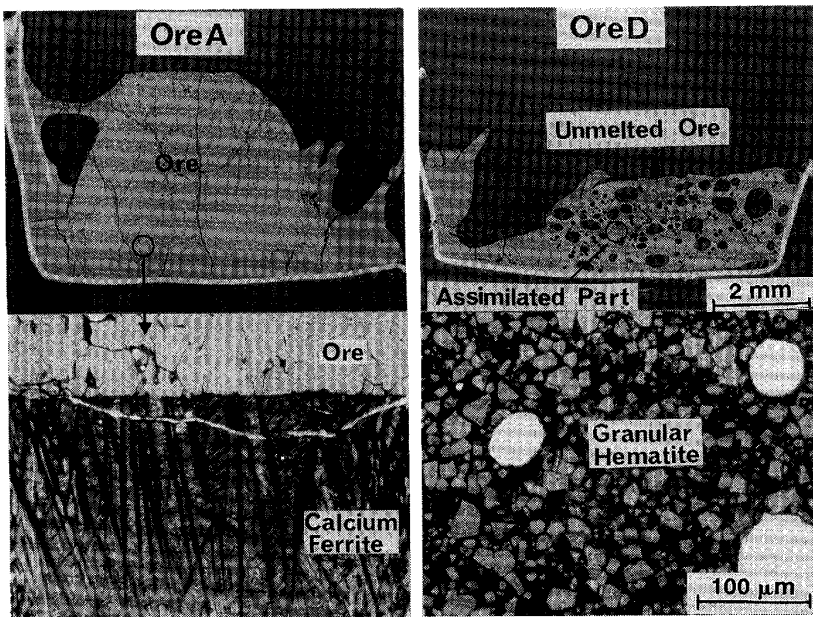 Ore A
Ore
Ore
Calcium
Ferrite
Ore D
Unmelted Ore
Assimilated Part
2 mm
Granular
Hematite
100 μm